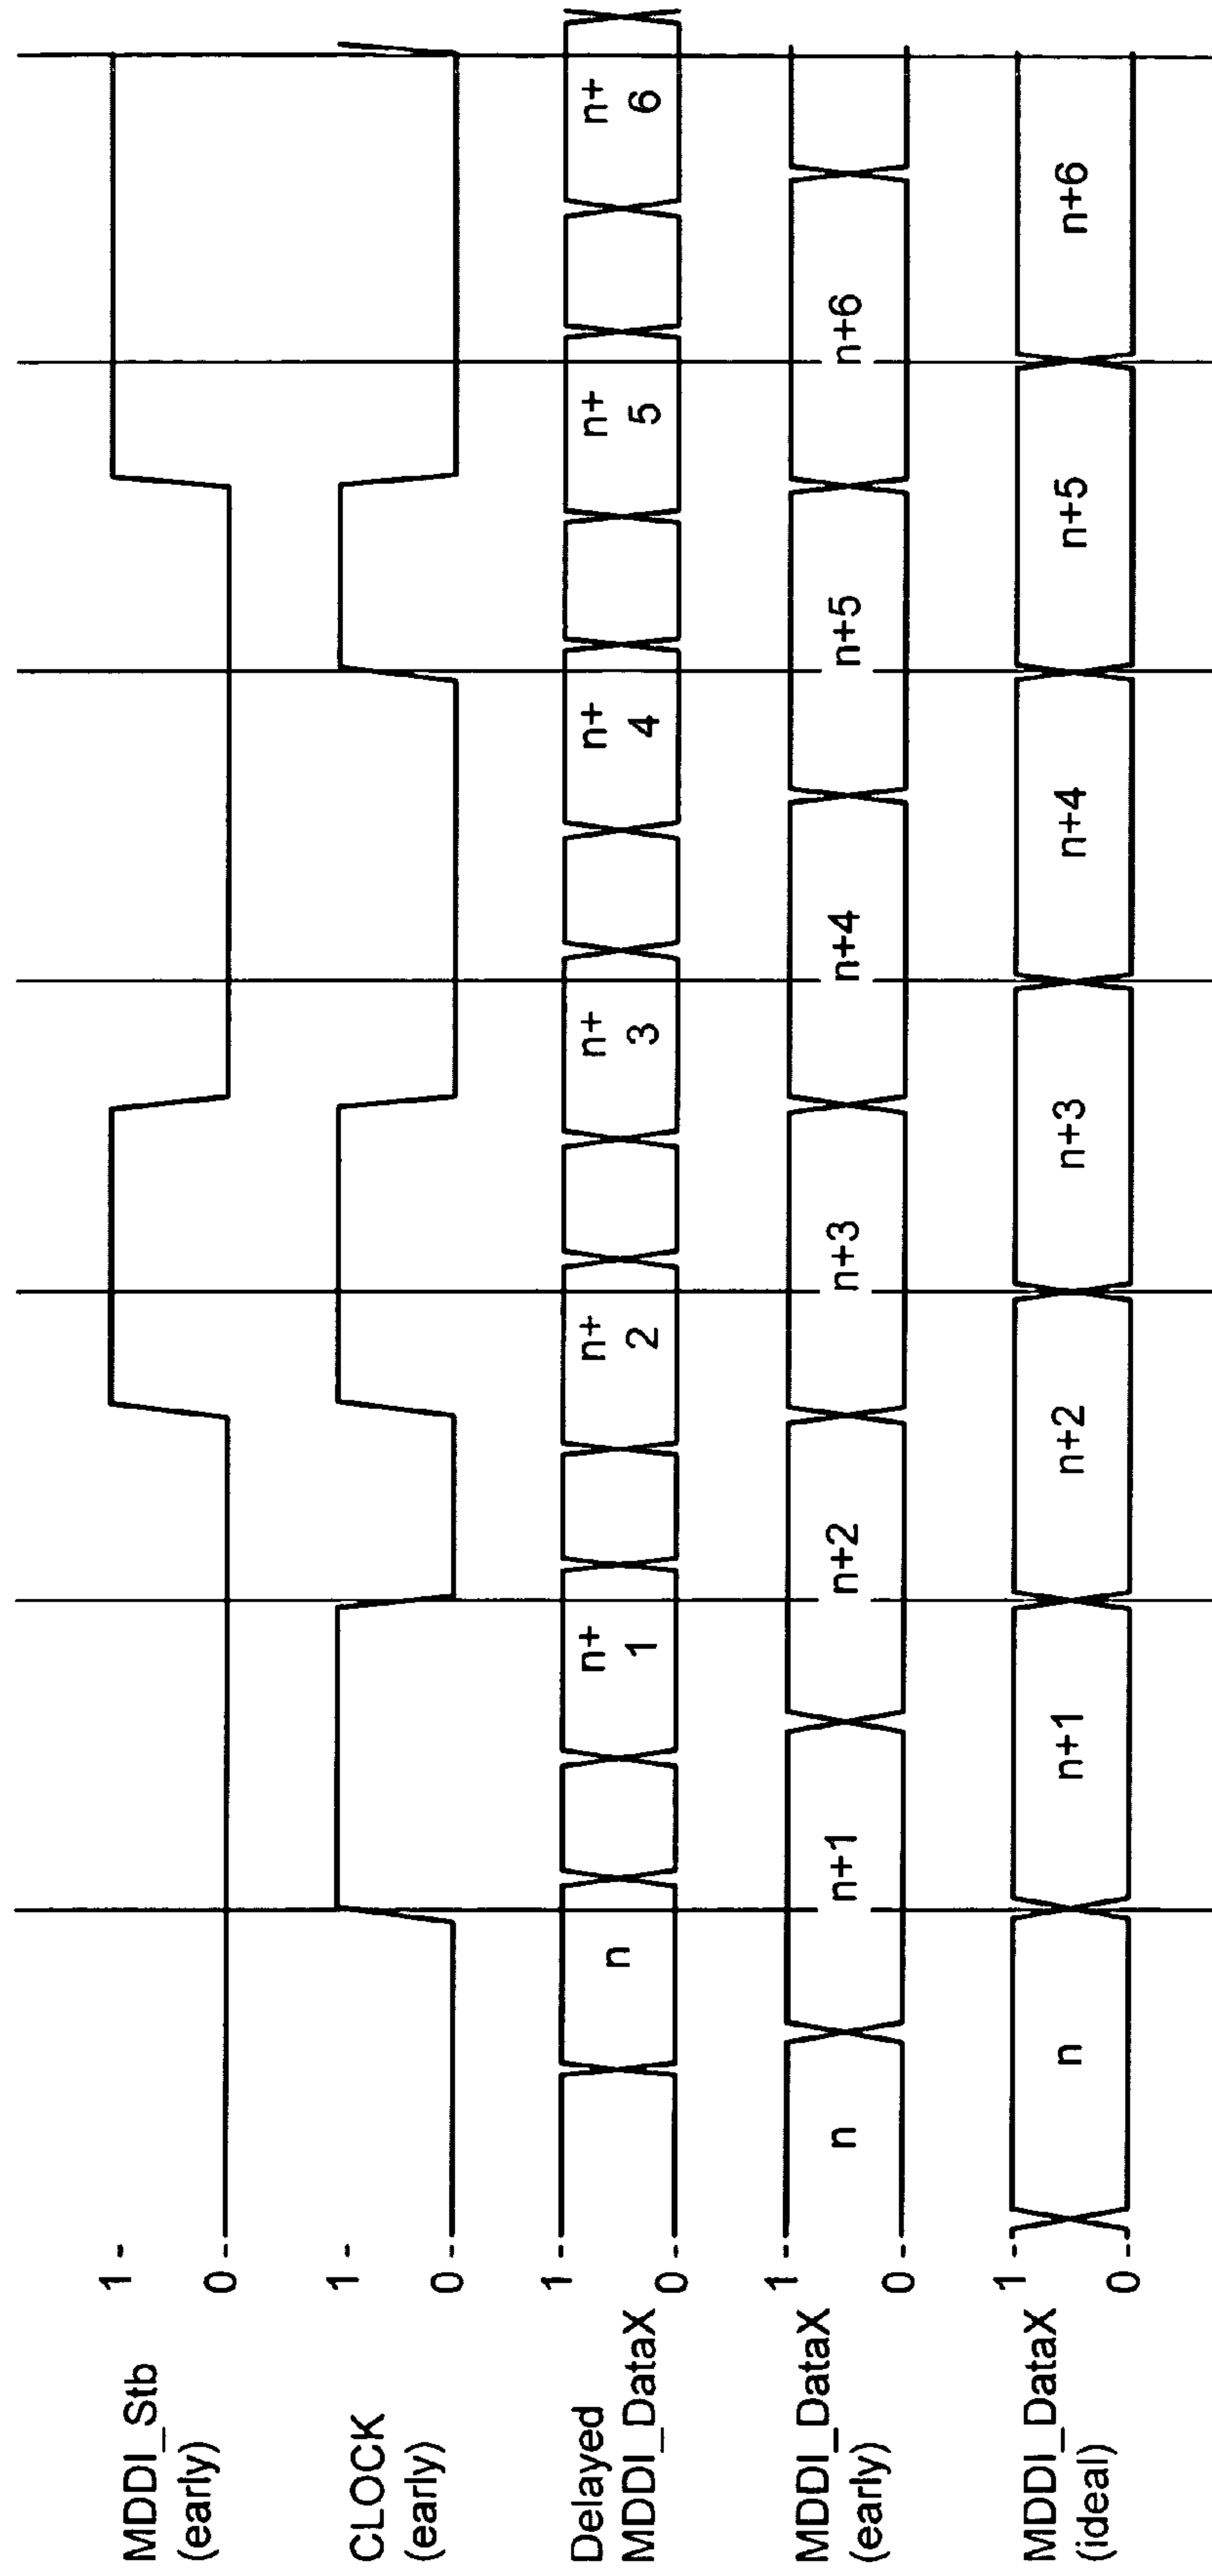 MDDI_Stb
(early)
1-
0-
CLOCK
(early)
1-
0-
Delayed
MDDI_DataX
1-
0-
n
n+
1
n+
2
n+
3
n+
4
n+
5
n+
6
MDDI_DataX
(early)
1-
0-
n
n+1
n+2
n+3
n+4
n+5
n+6
MDDI_DataX
(ideal)
1-
0-
n
n+1
n+2
n+3
n+4
n+5
n+6